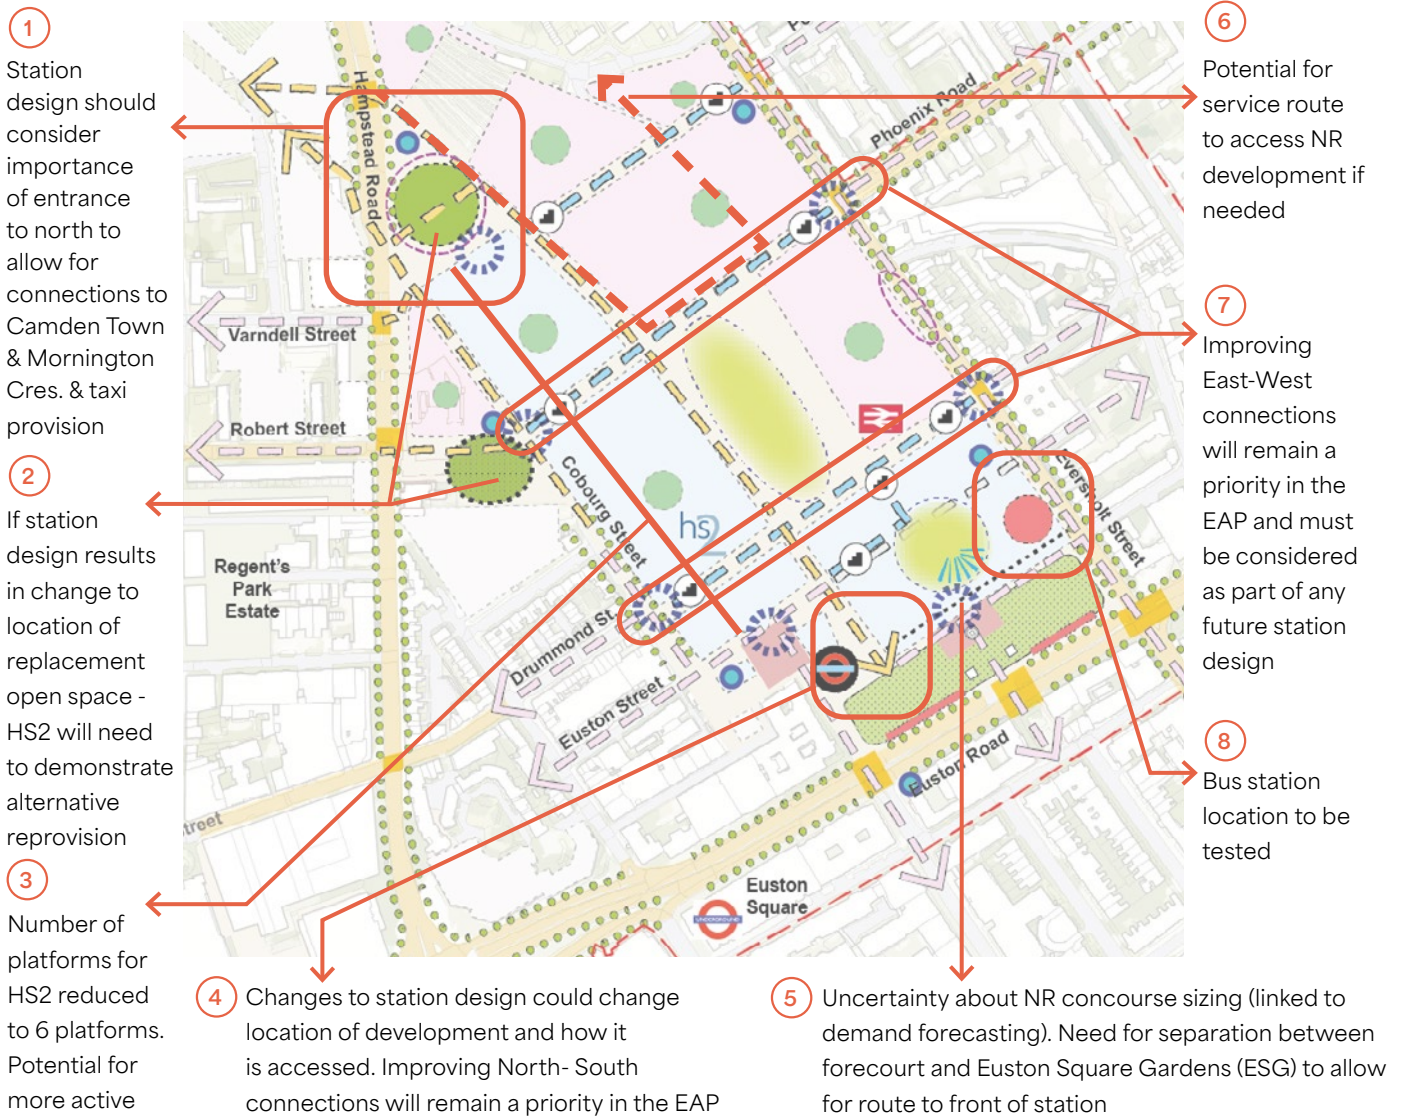 1
Station
design should
consider
importance
of entrance
to north to
allow for
connections to
Camden Town
& Mornington
Cres. & taxi
provision
2
If station
design results
in change to
location of
replacement
open space -
HS2 will need
to demonstrate
alternative
reprovision
3
Number of
platforms for
HS2 reduced
to 6 platforms.
Potential for
more active
Hampstead Road
Phoenix Road
Varndell Street
Robert Street
Cobourg Street
hs2
Eversholt Street
Regent's
Park
Estate
Drummond St.
Euston Street
Euston Road
treet
Euston
Square
UNDERGROUND
4
Changes to station design could change
location of development and how it
is accessed. Improving North- South
connections will remain a priority in the EAP
5
Uncertainty about NR concourse sizing (linked to
demand forecasting). Need for separation between
forecourt and Euston Square Gardens (ESG) to allow
for route to front of station
6
Potential for
service route
to access NR
development if
needed
7
Improving
East-West
connections
will remain a
priority in the
EAP and must
be considered
as part of any
future station
design
8
Bus station
location to be
tested